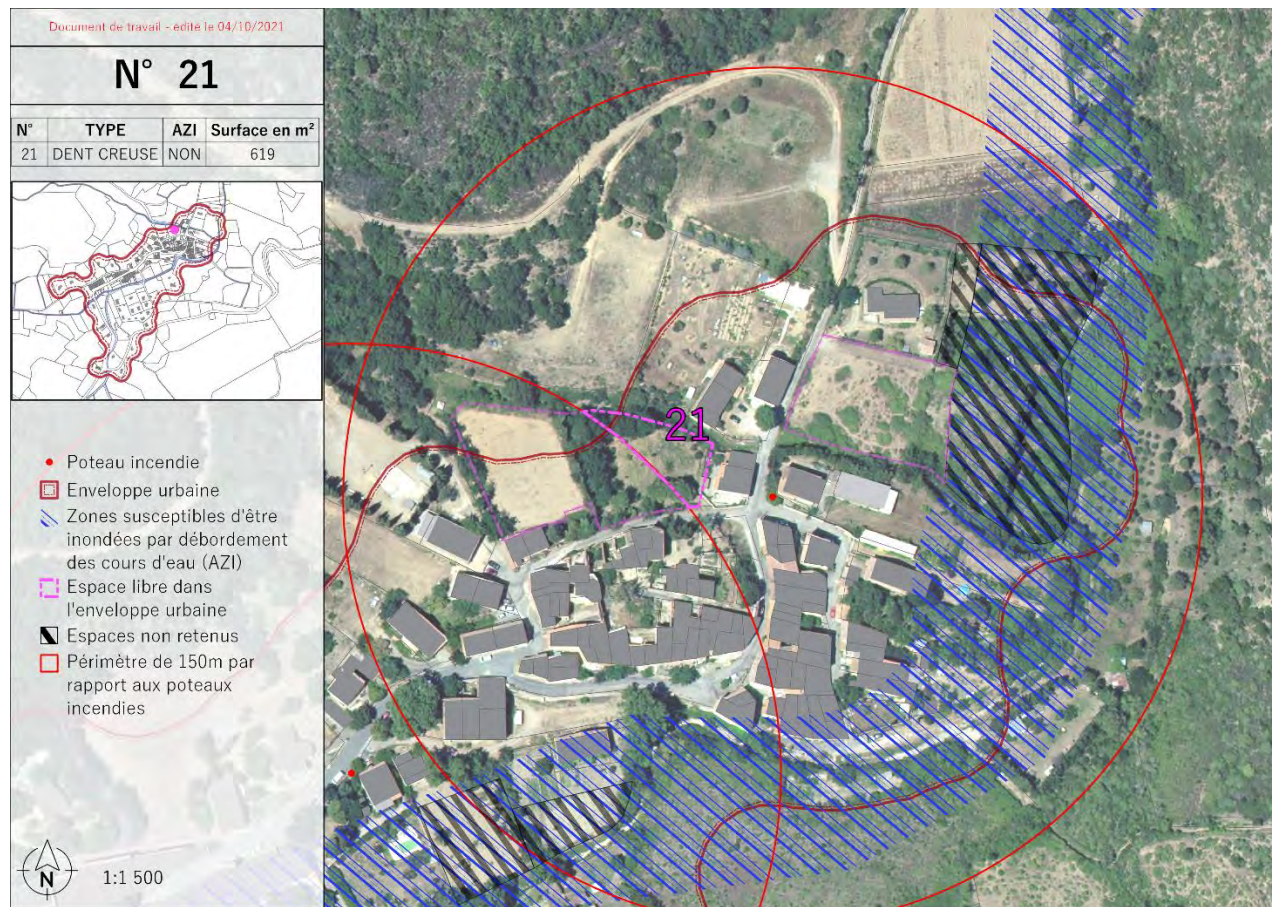 Document de travail - édité le 04/10/2021
N° 21
N° TYPE AZI Surface en m²
21 DENT CREUSE NON 619
Poteau incendie
Enveloppe urbaine
Zones susceptibles d'être
inondées par débordement
des cours d'eau (AZI)
Espace libre dans
l'enveloppe urbaine
Espaces non retenus
Périmètre de 150m par
rapport aux poteaux
incendies
N
1:1 500
21